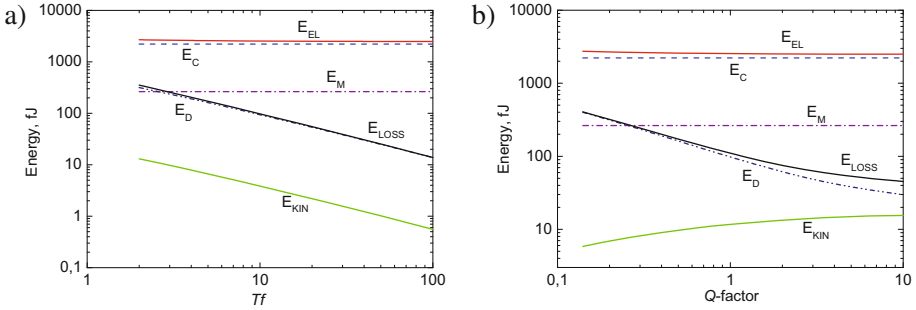 a)
10000
1000
100
10
1
0,1
Energy, fJ
E_EL
E_C
E_M
E_D
E_LOSS
E_KIN
1
10
100
Tf
b)
10000
1000
100
10
Energy, fJ
E_EL
E_C
E_M
E_D
E_LOSS
E_KIN
0,1
1
10
Q-factor